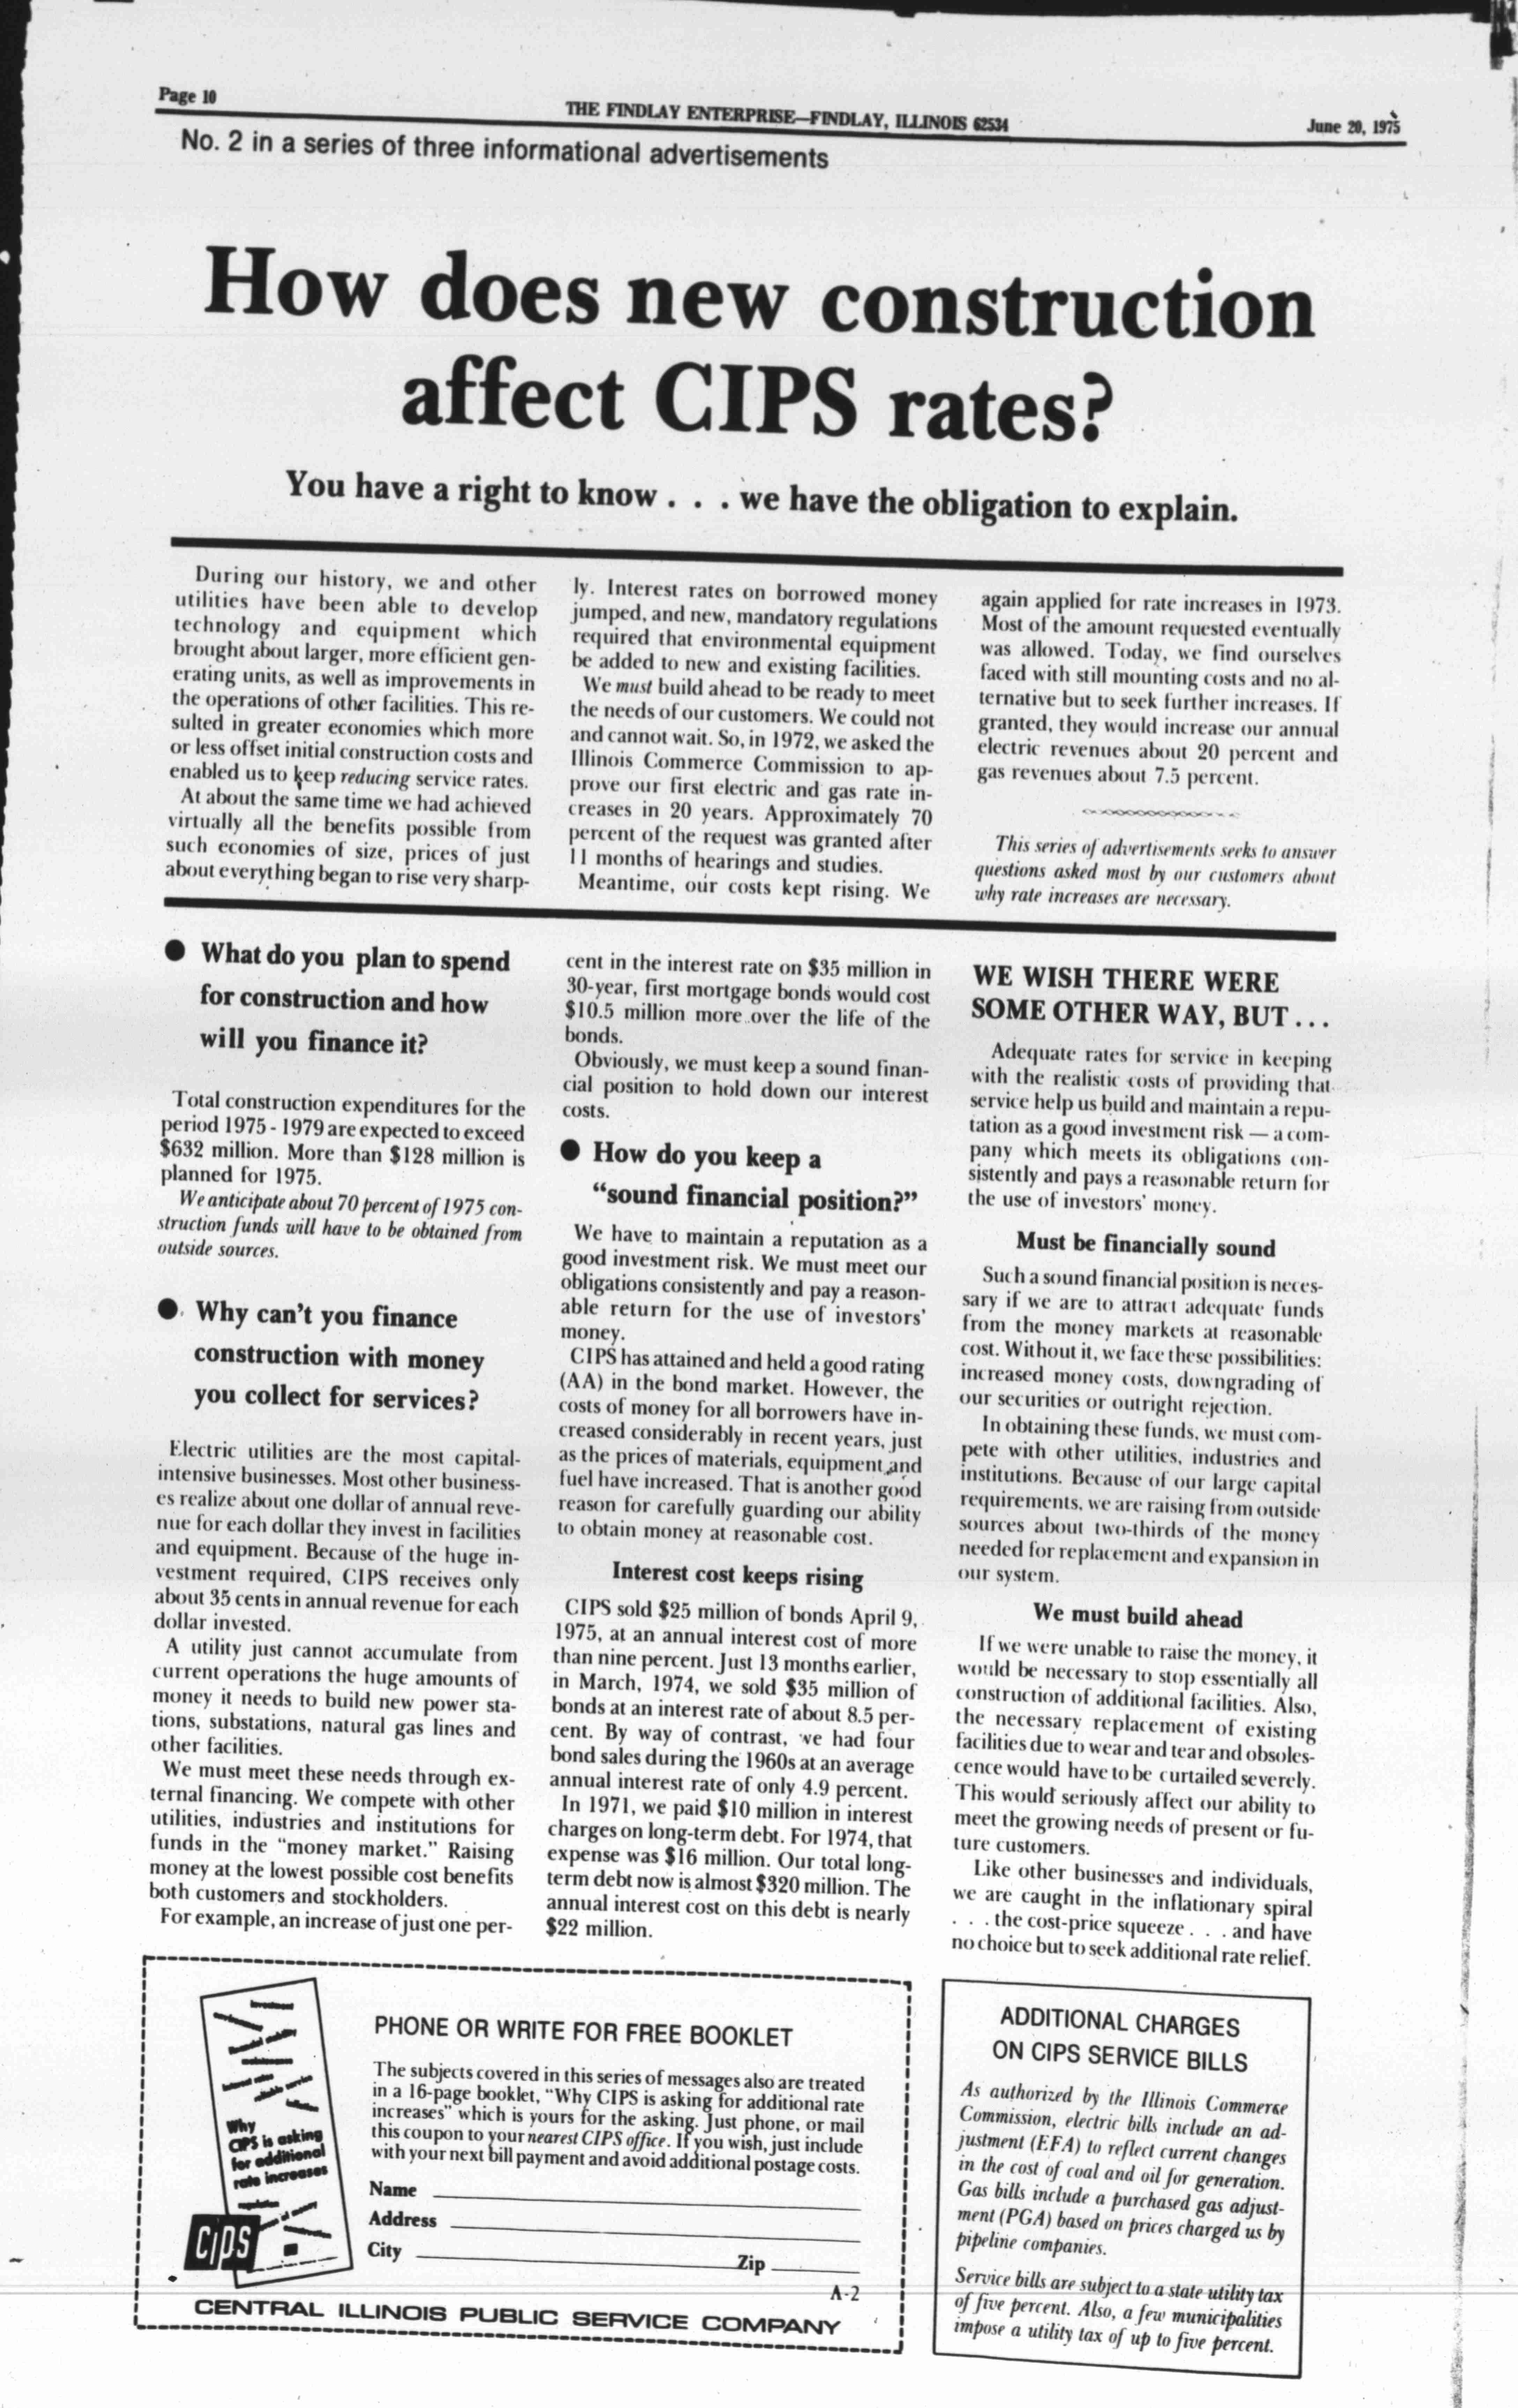 Page 10
THE FINDLAY ENTERPRISE—FINDLAY, ILLINOIS 62534
June 20, 1975
No. 2 in a series of three informational advertisements
How does new construction
affect CIPS rates?
You have a right to know . . . we have the obligation to explain.
During our history, we and other
utilities have been able to develop
technology and equipment which
brought about larger, more efficient gen-
erating units, as well as improvements in
the operations of other facilities. This re-
sulted in greater economies which more
or less offset initial construction costs and
enabled us to keep reducing service rates.
At about the same time we had achieved
virtually all the benefits possible from
such economies of size, prices of just
about everything began to rise very sharp-
ly. Interest rates on borrowed money
jumped, and new, mandatory regulations
required that environmental equipment
be added to new and existing facilities.
We must build ahead to be ready to meet
the needs of our customers. We could not
and cannot wait. So, in 1972, we asked the
Illinois Commerce Commission to ap-
prove our first electric and gas rate in-
creases in 20 years. Approximately 70
percent of the request was granted after
11 months of hearings and studies.
Meantime, our costs kept rising. We
again applied for rate increases in 1973.
Most of the amount requested eventually
was allowed. Today, we find ourselves
faced with still mounting costs and no al-
ternative but to seek further increases. If
granted, they would increase our annual
electric revenues about 20 percent and
gas revenues about 7.5 percent.
This series of advertisements seeks to answer
questions asked most by our customers about
why rate increases are necessary.
● What do you plan to spend
for construction and how
will you finance it?
Total construction expenditures for the
period 1975 - 1979 are expected to exceed
$632 million. More than $128 million is
planned for 1975.
We anticipate about 70 percent of 1975 con-
struction funds will have to be obtained from
outside sources.
● Why can't you finance
construction with money
you collect for services?
Electric utilities are the most capital-
intensive businesses. Most other business-
es realize about one dollar of annual reve-
nue for each dollar they invest in facilities
and equipment. Because of the huge in-
vestment required, CIPS receives only
about 35 cents in annual revenue for each
dollar invested.
A utility just cannot accumulate from
current operations the huge amounts of
money it needs to build new power sta-
tions, substations, natural gas lines and
other facilities.
We must meet these needs through ex-
ternal financing. We compete with other
utilities, industries and institutions for
funds in the "money market." Raising
money at the lowest possible cost benefits
both customers and stockholders.
For example, an increase of just one per-
cent in the interest rate on $35 million in
30-year, first mortgage bonds would cost
$10.5 million more over the life of the
bonds.
Obviously, we must keep a sound finan-
cial position to hold down our interest
costs.
● How do you keep a
"sound financial position?"
We have to maintain a reputation as a
good investment risk. We must meet our
obligations consistently and pay a reason-
able return for the use of investors'
money.
CIPS has attained and held a good rating
(AA) in the bond market. However, the
costs of money for all borrowers have in-
creased considerably in recent years, just
as the prices of materials, equipment and
fuel have increased. That is another good
reason for carefully guarding our ability
to obtain money at reasonable cost.
Interest cost keeps rising
CIPS sold $25 million of bonds April 9,
1975, at an annual interest cost of more
than nine percent. Just 13 months earlier,
in March, 1974, we sold $35 million of
bonds at an interest rate of about 8.5 per-
cent. By way of contrast, we had four
bond sales during the 1960s at an average
annual interest rate of only 4.9 percent.
In 1971, we paid $10 million in interest
charges on long-term debt. For 1974, that
expense was $16 million. Our total long-
term debt now is almost $320 million. The
annual interest cost on this debt is nearly
$22 million.
WE WISH THERE WERE
SOME OTHER WAY, BUT . . .
Adequate rates for service in keeping
with the realistic costs of providing that
service help us build and maintain a repu-
tation as a good investment risk — a com-
pany which meets its obligations con-
sistently and pays a reasonable return for
the use of investors' money.
Must be financially sound
Such a sound financial position is neces-
sary if we are to attract adequate funds
from the money markets at reasonable
cost. Without it, we face these possibilities:
increased money costs, downgrading of
our securities or outright rejection.
In obtaining these funds, we must com-
pete with other utilities, industries and
institutions. Because of our large capital
requirements, we are raising from outside
sources about two-thirds of the money
needed for replacement and expansion in
our system.
We must build ahead
If we were unable to raise the money, it
would be necessary to stop essentially all
construction of additional facilities. Also,
the necessary replacement of existing
facilities due to wear and tear and obsoles-
cence would have to be curtailed severely.
This would seriously affect our ability to
meet the growing needs of present or fu-
ture customers.
Like other businesses and individuals,
we are caught in the inflationary spiral
. . . the cost-price squeeze . . . and have
no choice but to seek additional rate relief.
Why
CIPS is asking
for additional
rate increases
CIPS
PHONE OR WRITE FOR FREE BOOKLET
The subjects covered in this series of messages also are treated
in a 16-page booklet, "Why CIPS is asking for additional rate
increases" which is yours for the asking. Just phone, or mail
this coupon to your nearest CIPS office. If you wish, just include
with your next bill payment and avoid additional postage costs.
Name
Address
City Zip
A-2
CENTRAL ILLINOIS PUBLIC SERVICE COMPANY
ADDITIONAL CHARGES
ON CIPS SERVICE BILLS
As authorized by the Illinois Commerce
Commission, electric bills include an ad-
justment (EFA) to reflect current changes
in the cost of coal and oil for generation.
Gas bills include a purchased gas adjust-
ment (PGA) based on prices charged us by
pipeline companies.
Service bills are subject to a state utility tax
of five percent. Also, a few municipalities
impose a utility tax of up to five percent.